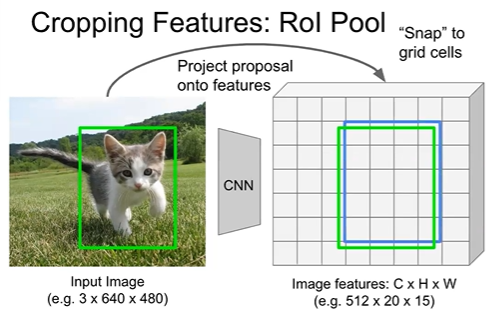 Cropping Features: RoI Pool
"Snap" to
grid cells
Project proposal
onto features
CNN
Input Image
(e.g. 3 x 640 x 480)
Image features: C x H x W
(e.g. 512 x 20 x 15)